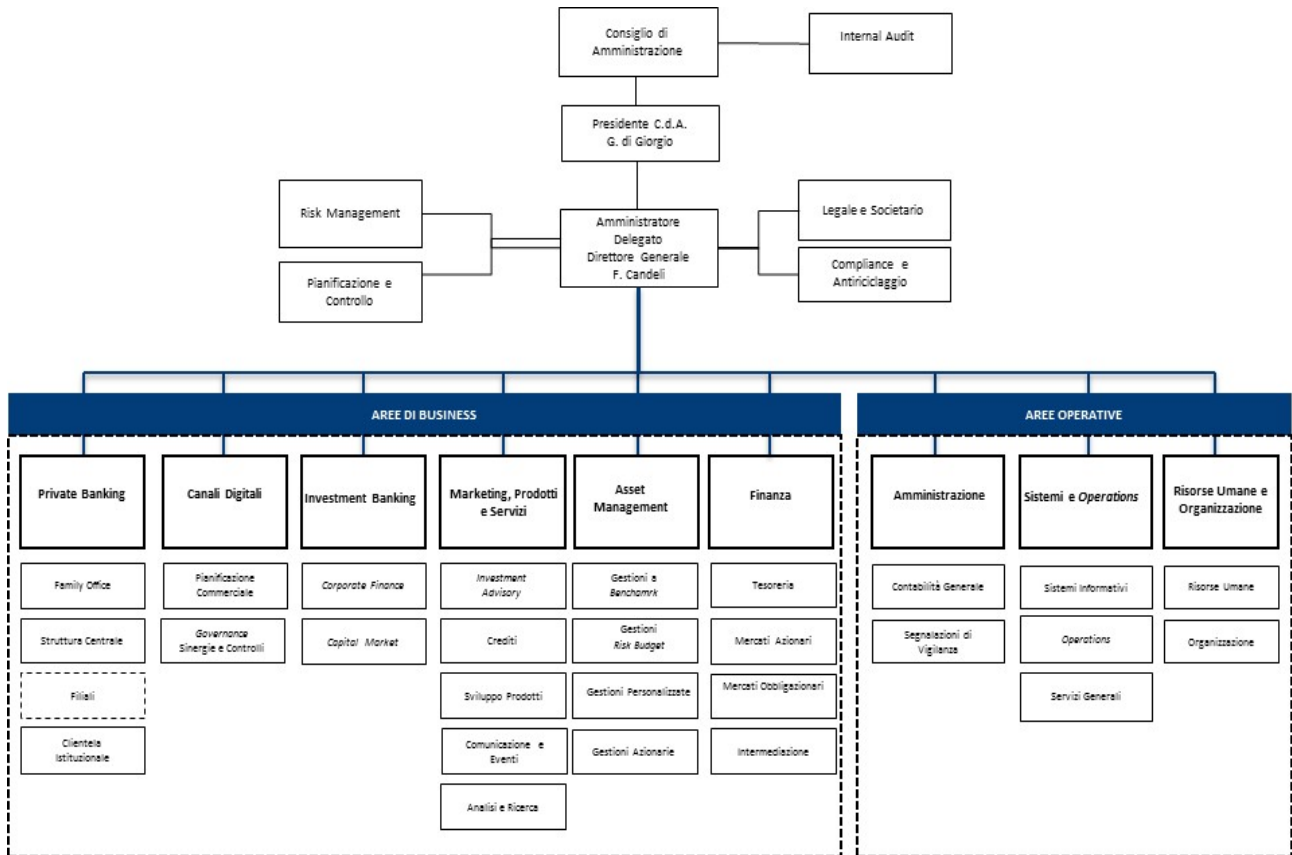 Consiglio di
Amministrazione
Internal Audit
Presidente C.d.A.
G. di Giorgio
Risk Management
Pianificazione e
Controllo
Amministratore
Delegato
Direttore Generale
F. Candeli
Legale e Societario
Compliance e
Antiriciclaggio
AREE DI BUSINESS
AREE OPERATIVE
Private Banking
Canali Digitali
Investment Banking
Marketing, Prodotti
e Servizi
Asset
Management
Finanza
Amministrazione
Sistemi e Operations
Risorse Umane e
Organizzazione
Family Office
Struttura Centrale
Filiali
Clientela
Istituzionale
Pianificazione
Commerciale
Governance
Sinergie e Controlli
Corporate Finance
Capital Market
Investment
Advisory
Crediti
Sviluppo Prodotti
Comunicazione e
Eventi
Analisi e Ricerca
Gestioni a
Benchamrk
Gestioni
Risk Budget
Gestioni Personalizzate
Gestioni Azionarie
Tesoreria
Mercati Azionari
Mercati Obbligazionari
Intermediazione
Contabilità Generale
Segnalazioni di
Vigilanza
Sistemi Informativi
Operations
Servizi Generali
Risorse Umane
Organizzazione